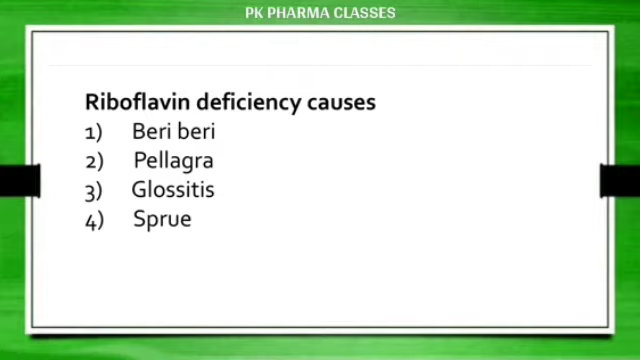 PK PHARMA CLASSES
Riboflavin deficiency causes
1) Beri beri
2) Pellagra
3) Glossitis
4) Sprue